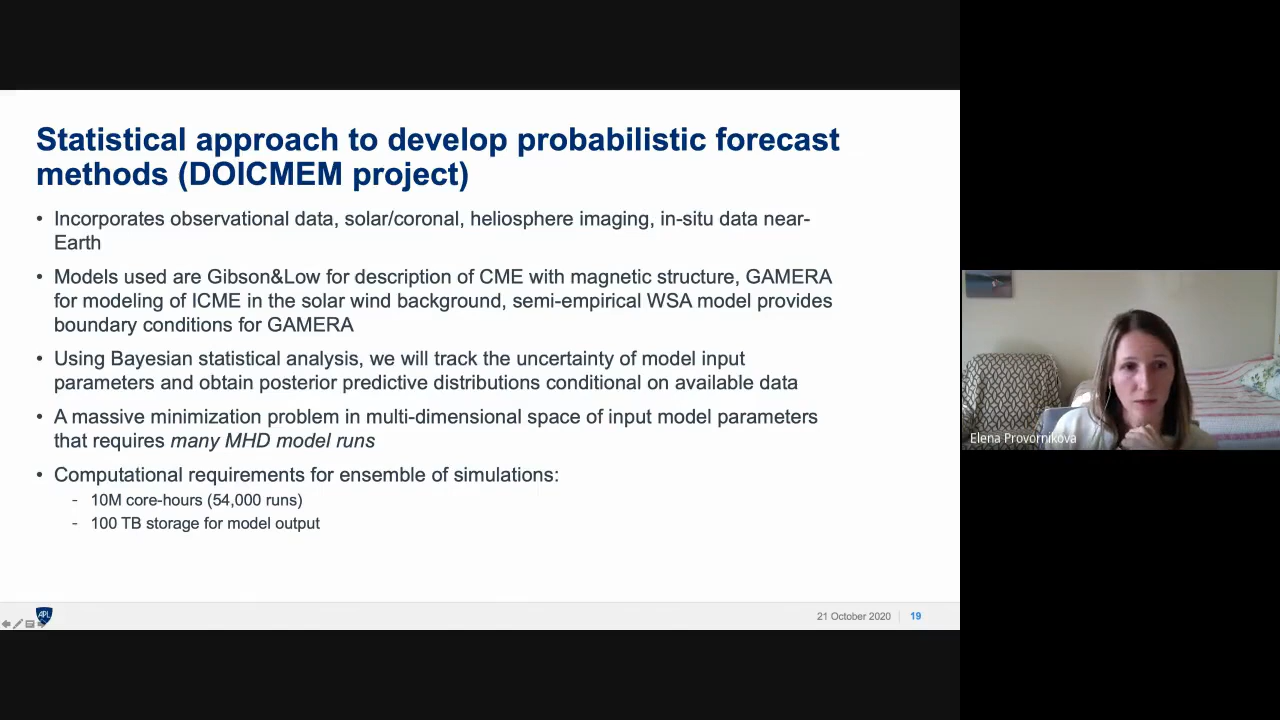 Statistical approach to develop probabilistic forecast
methods (DOICMEM project)
• Incorporates observational data, solar/coronal, heliosphere imaging, in-situ data near-
Earth
• Models used are Gibson&Low for description of CME with magnetic structure, GAMERA
for modeling of ICME in the solar wind background, semi-empirical WSA model provides
boundary conditions for GAMERA
• Using Bayesian statistical analysis, we will track the uncertainty of model input
parameters and obtain posterior predictive distributions conditional on available data
• A massive minimization problem in multi-dimensional space of input model parameters
that requires many MHD model runs
• Computational requirements for ensemble of simulations:
- 10M core-hours (54,000 runs)
- 100 TB storage for model output
APL
21 October 2020 | 19
Elena Provornikova